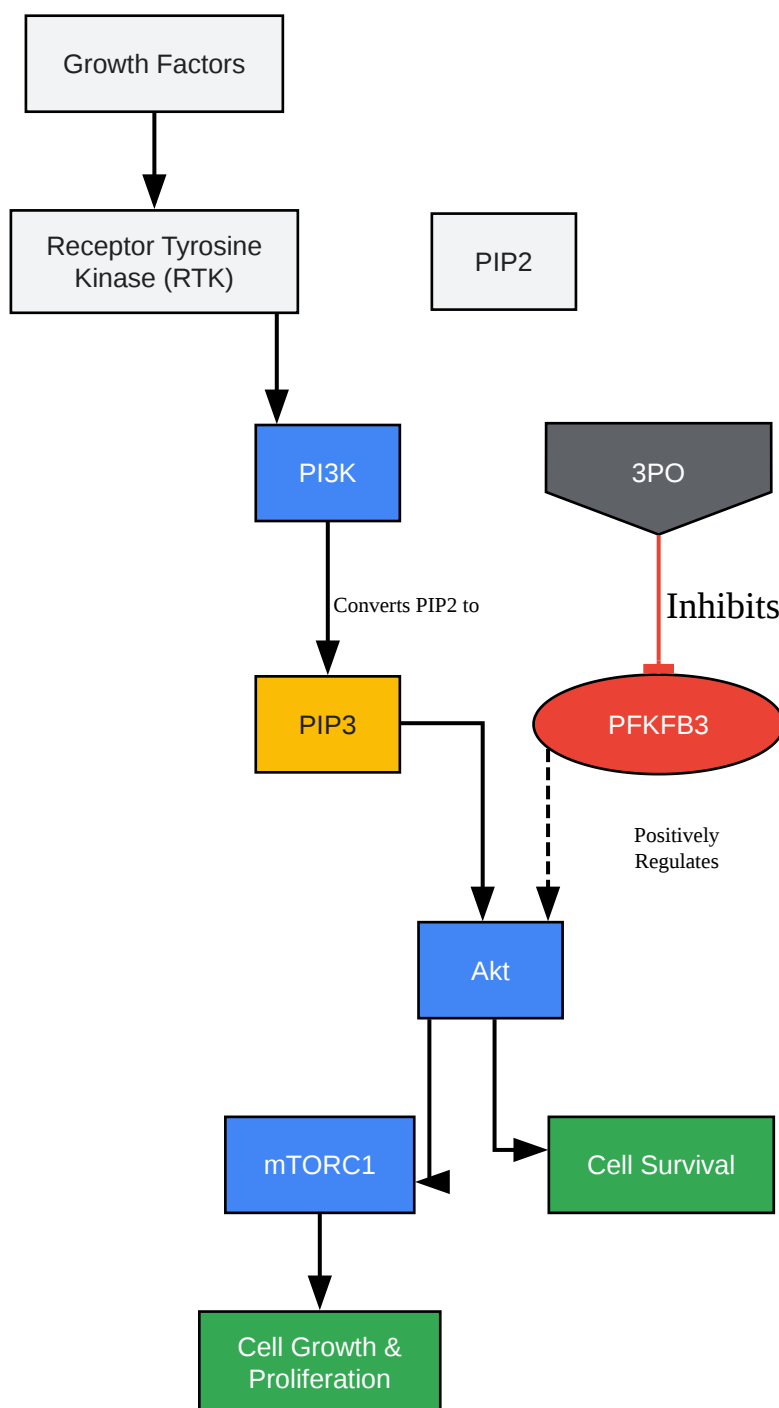 Growth Factors
Receptor Tyrosine
Kinase (RTK)
PIP2
PI3K
3PO
Converts PIP2 to
Inhibits
PIP3
PFKFB3
Positively
Regulates
Akt
mTORC1
Cell Survival
Cell Growth &
Proliferation